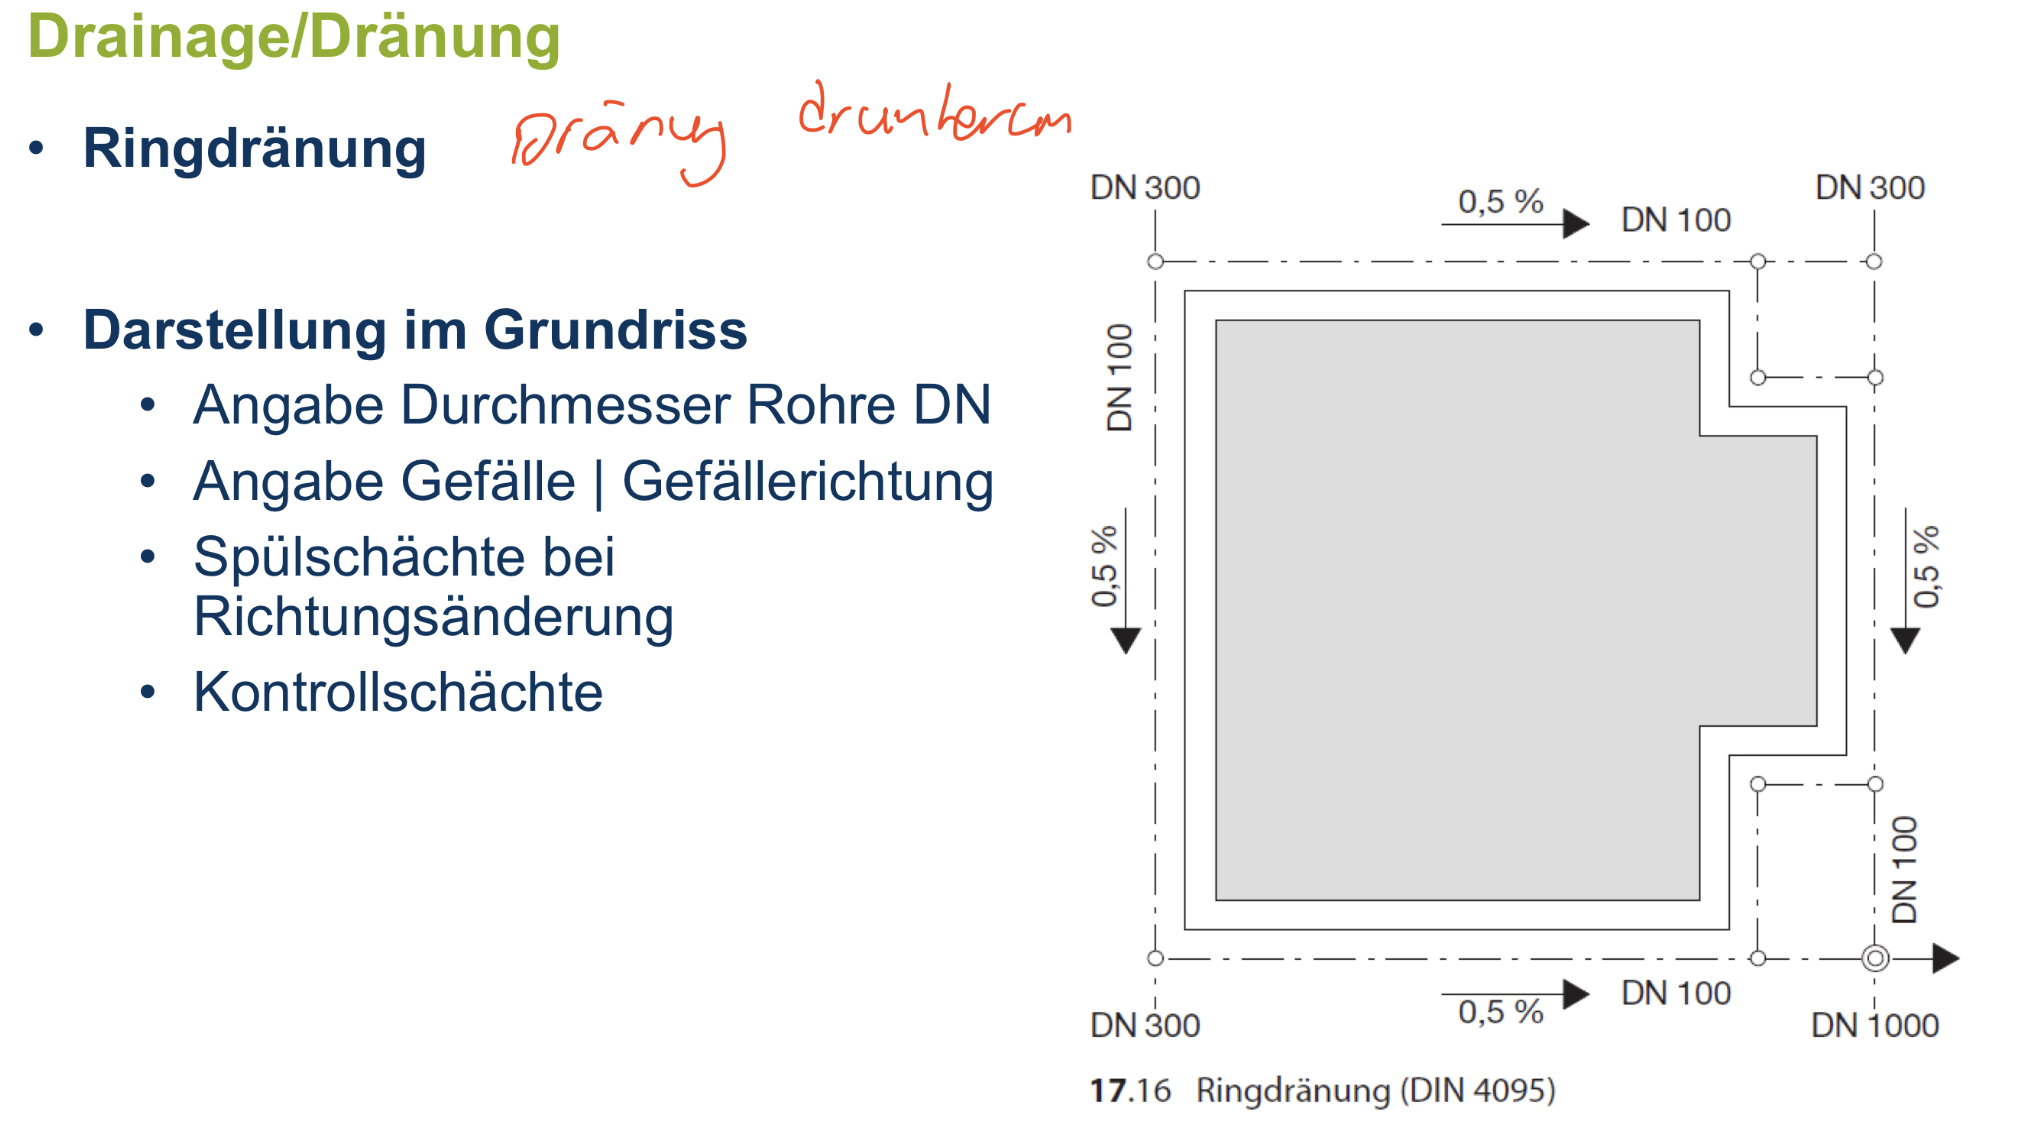 Drainage/Dränung
• Ringdränung
Dränug
• Darstellung im Grundriss
• Angabe Durchmesser Rohre DN
• Angabe Gefälle | Gefällerichtung
• Spülschächte bei
Richtungsänderung
• Kontrollschächte
DN 300
0,5 %
DN 100
DN 300
DN 100
0,5 %
0,5 %
DN 100
DN 300
0,5 %
DN 100
DN 1000
17.16 Ringdränung (DIN 4095)